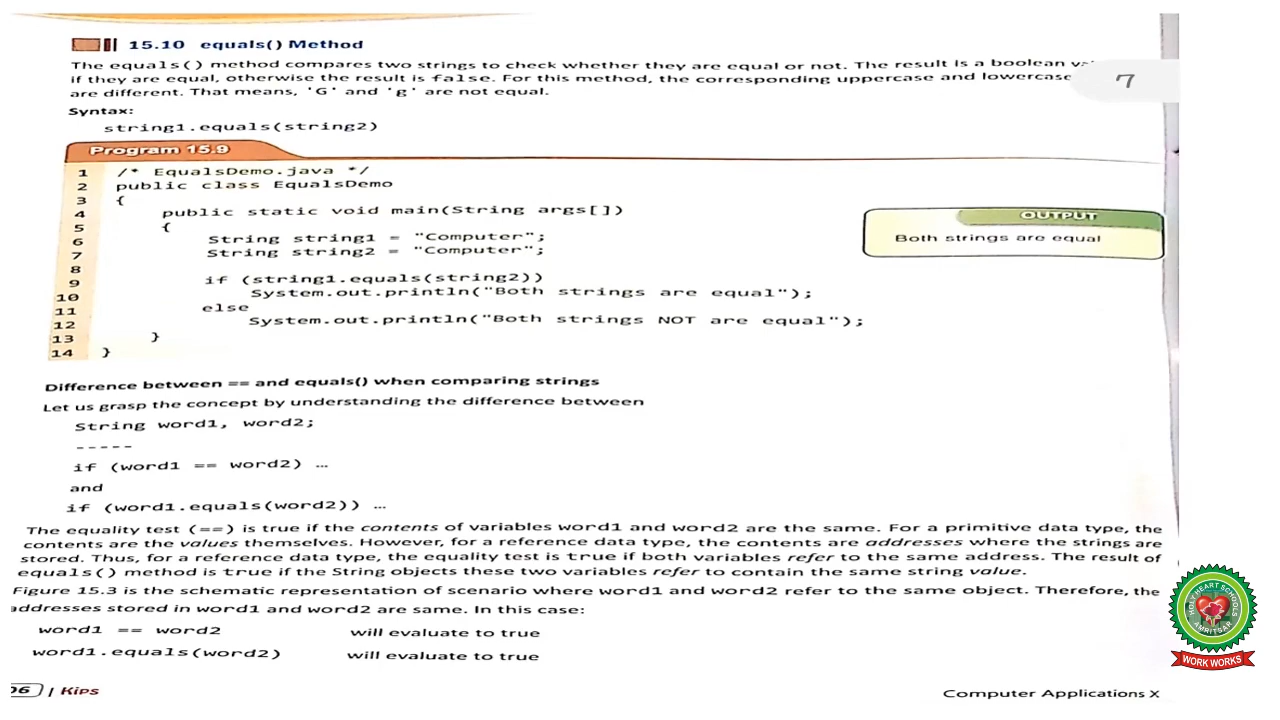 15.10 equals() Method
The equals() method compares two strings to check whether they are equal or not. The result is a boolean
if they are equal, otherwise the result is false. For this method, the corresponding uppercase and lowercase
are different. That means, 'G' and 'g' are not equal.
7
Syntax:
string1.equals(string2)
Program 15.9
1 /* EqualsDemo.java */
2 public class EqualsDemo
3 {
4 public static void main(String args[])
5 {
6 String string1 = "Computer";
7 String string2 = "Computer";
8
9 if (string1.equals(string2))
10 System.out.println("Both strings are equal");
11 else
12 System.out.println("Both strings NOT are equal");
13 }
14 }
OUTPUT
Both strings are equal
Difference between == and equals() when comparing strings
Let us grasp the concept by understanding the difference between
String word1, word2;
-----
if (word1 == word2) …
and
if (word1.equals(word2)) …
The equality test (==) is true if the contents of variables word1 and word2 are the same. For a primitive data type, the
contents are the values themselves. However, for a reference data type, the contents are addresses where the strings are
stored. Thus, for a reference data type, the equality test is true if both variables refer to the same address. The result of
equals() method is true if the String objects these two variables refer to contain the same string value.
Figure 15.3 is the schematic representation of scenario where word1 and word2 refer to the same object. Therefore, the
addresses stored in word1 and word2 are same. In this case:
word1 == word2 will evaluate to true
word1.equals(word2) will evaluate to true
06 | Kips
Computer Applications X
HOLY HEART SCHOOLS
AMRITSAR
WORK WORKS